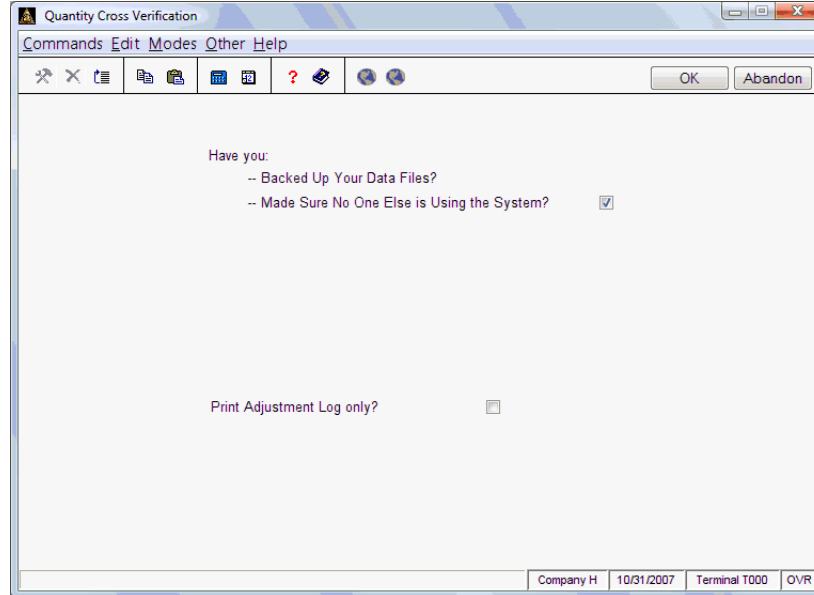 Quantity Cross Verification
Commands Edit Modes Other Help
12 ?
OK Abandon
Have you:
-- Backed Up Your Data Files?
-- Made Sure No One Else is Using the System?
Print Adjustment Log only?
Company H 10/31/2007 Terminal T000 OVR